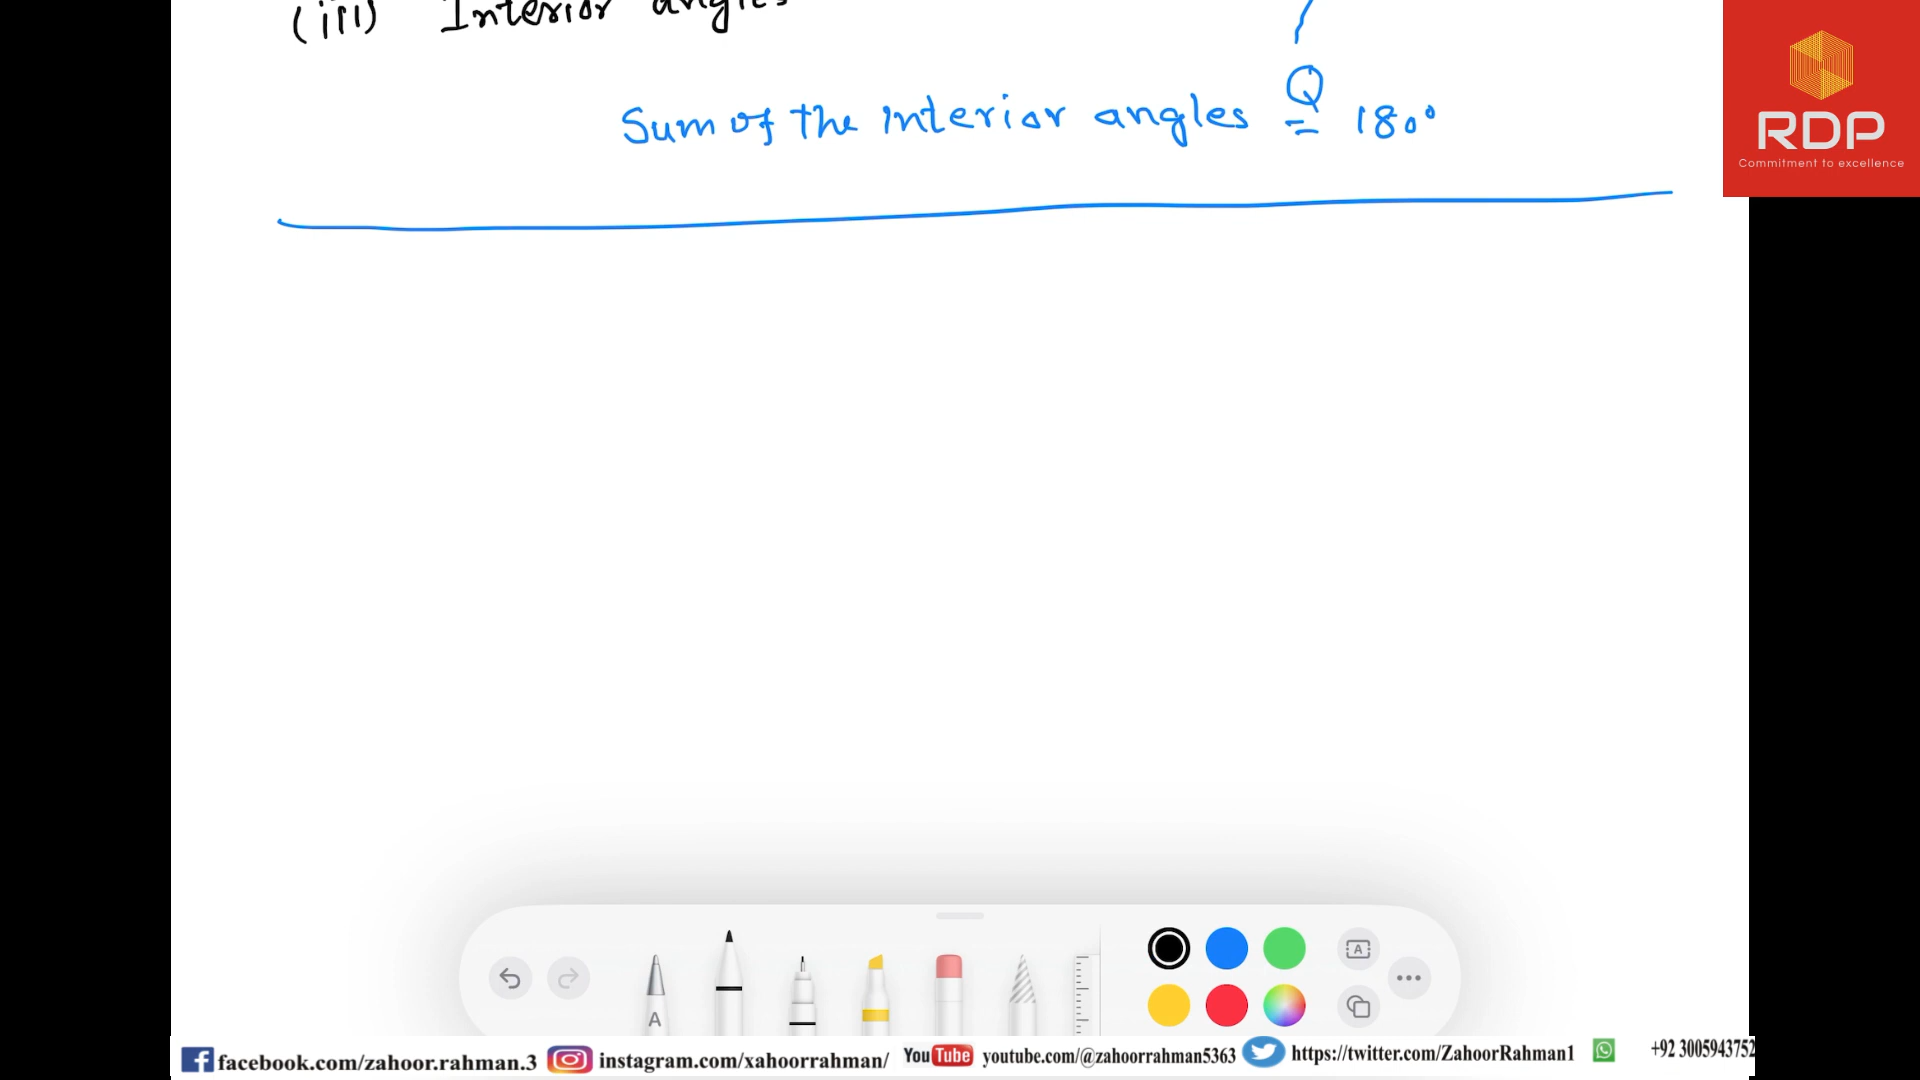 (iii) Interior angles
Q
Sum of the interior angles = 180°
RDP
Commitment to excellence
A
A
facebook.com/zahoor.rahman.3 instagram.com/xahoorrahman/ YouTube youtube.com/@zahoorrahman5363 https://twitter.com/ZahoorRahman1 +92 3005943752